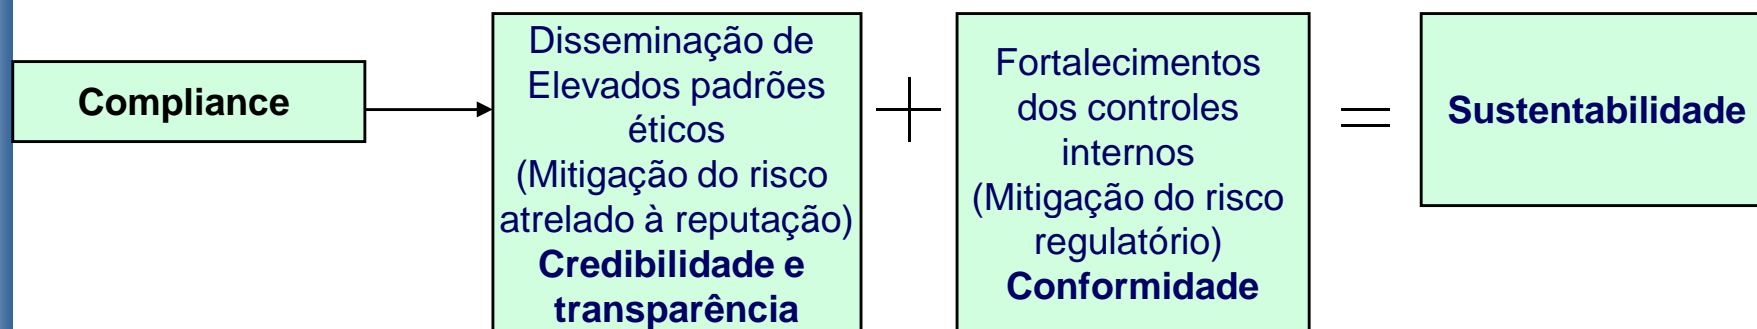 Compliance
Disseminação de
Elevados padrões
éticos
(Mitigação do risco
atrelado à reputação)
Credibilidade e
transparência
+
Fortalecimentos
dos controles
internos
(Mitigação do risco
regulatório)
Conformidade
=
Sustentabilidade